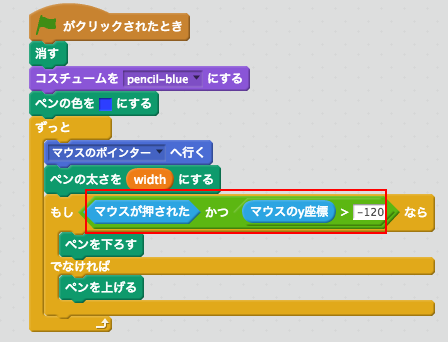 がクリックされたとき
消す
コスチュームを pencil-blue にする
ペンの色を にする
ずっと
マウスのポインター へ行く
ペンの太さを width にする
もし マウスが押された かつ マウスのy座標 > -120 なら
ペンを下ろす
でなければ
ペンを上げる